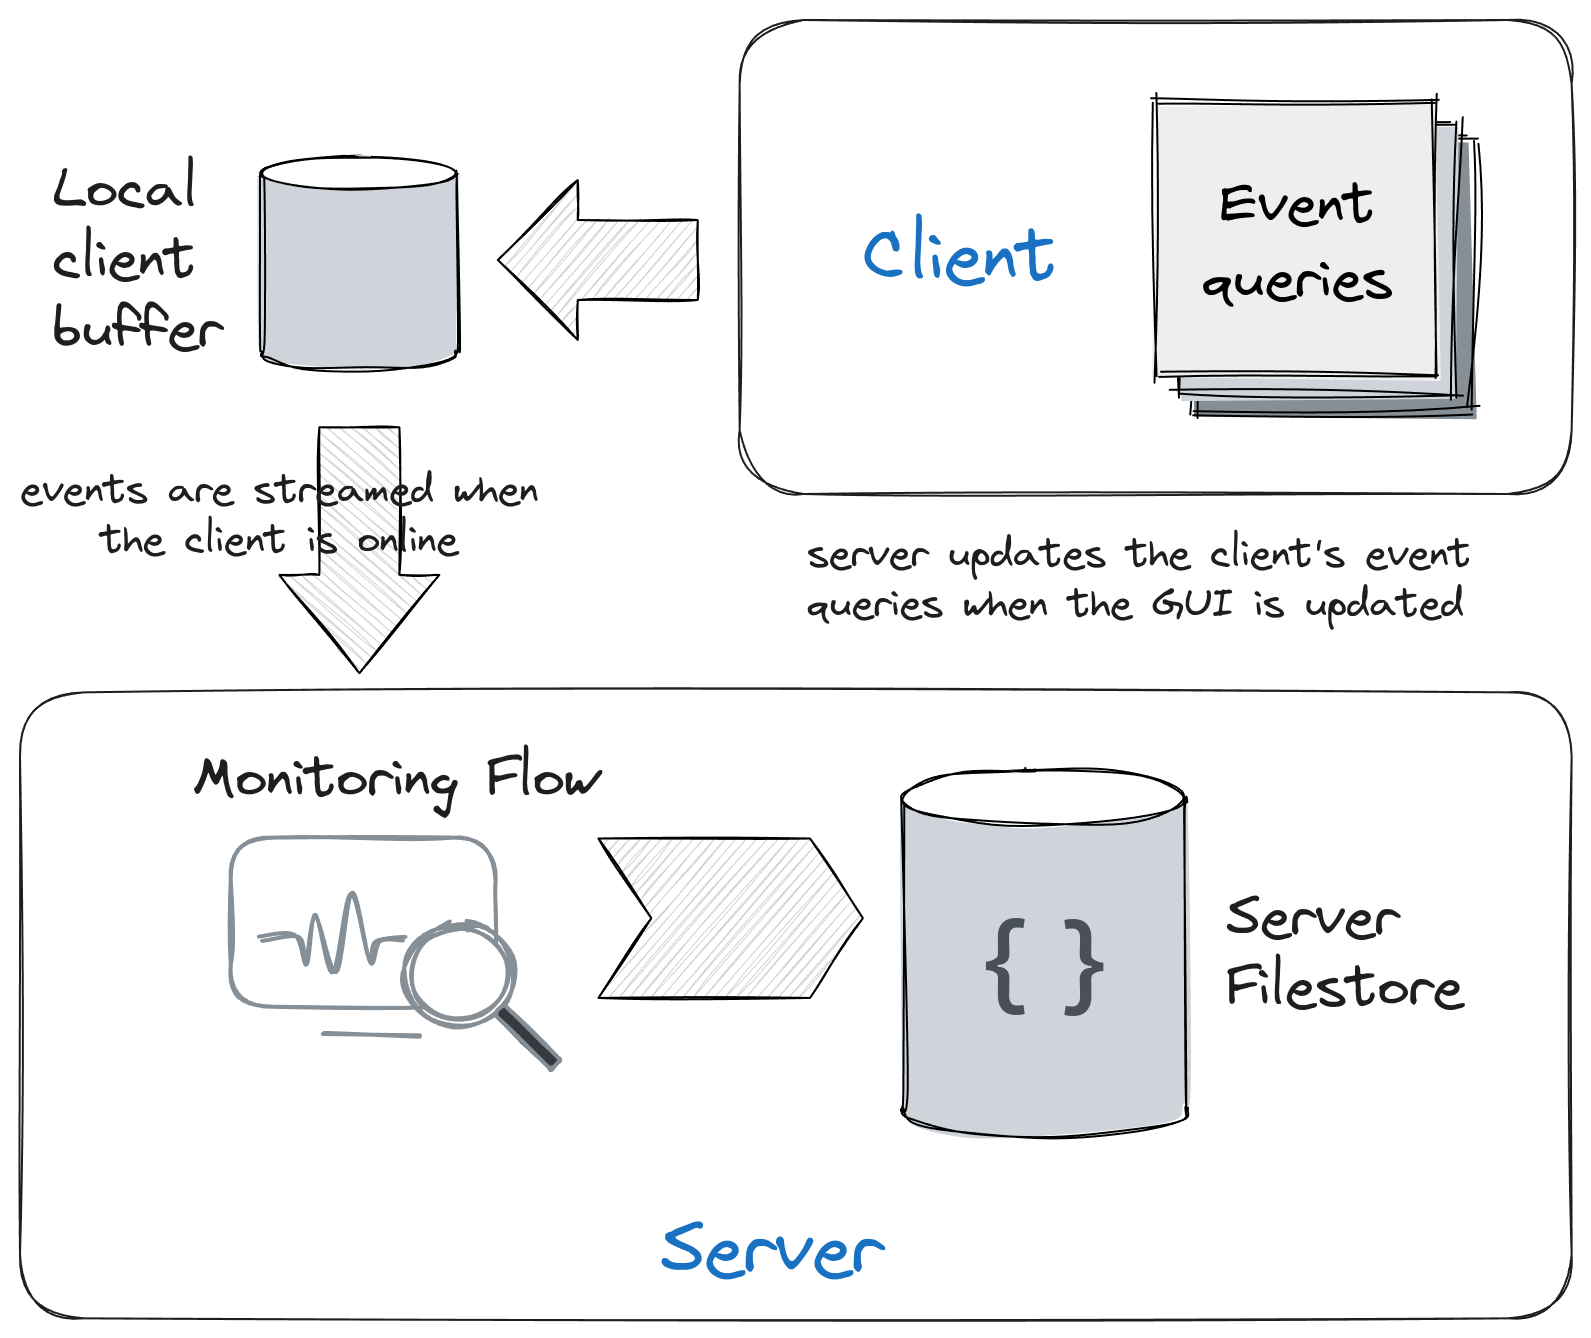 Local
client
buffer
Client
Event
queries
events are streamed when
the client is online
server updates the client's event
queries when the GUI is updated
Monitoring Flow
{ }
Server
Filestore
Server